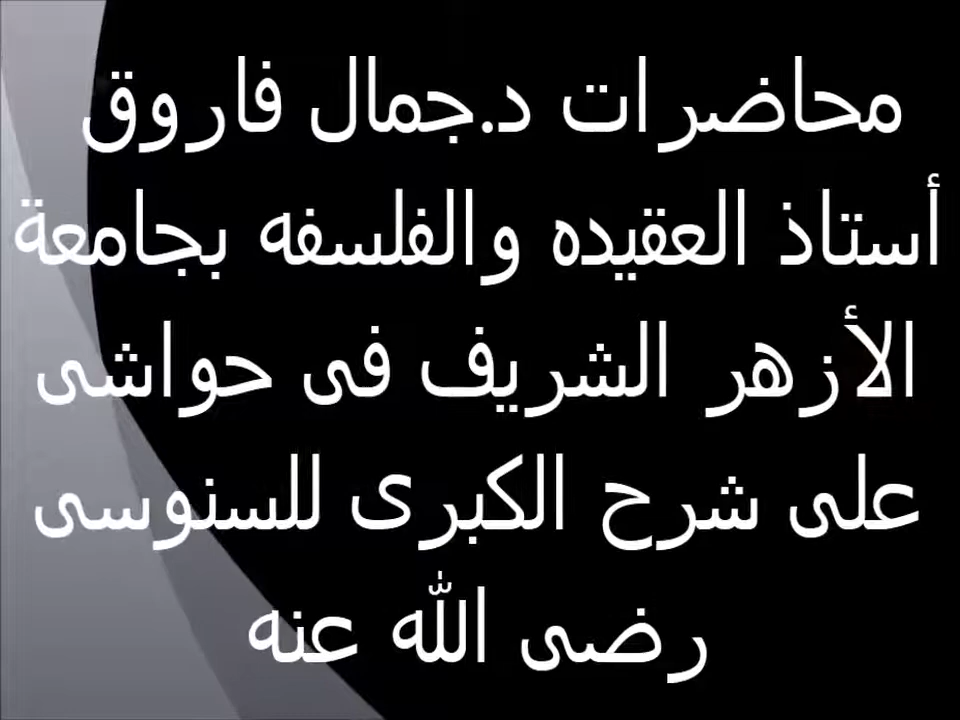 محاضرات د.جمال فاروق
أستاذ العقيده والفلسفه بجامعة
الأزهر الشريف فى حواشى
على شرح الكبرى للسنوسى
رضى الله عنه